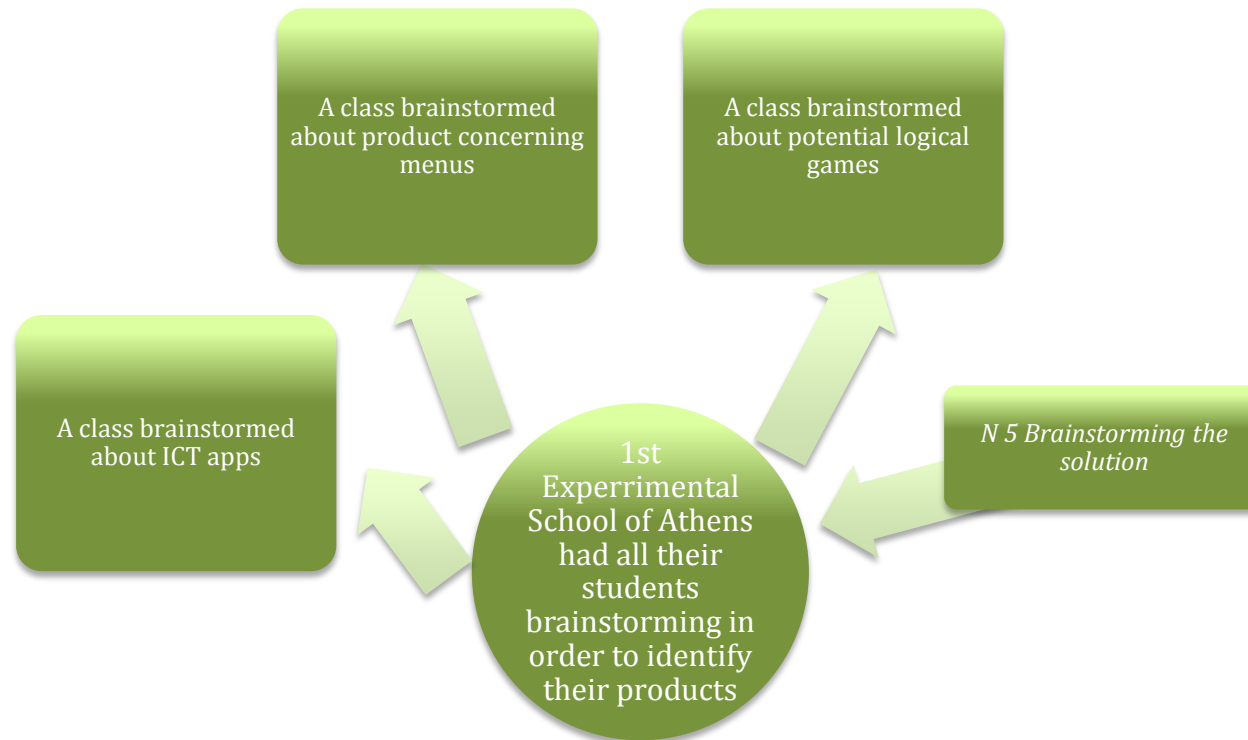 A class brainstormed
about product concerning
menus
A class brainstormed
about potential logical
games
A class brainstormed
about ICT apps
N 5 Brainstorming the
solution
1st
Experrimental
School of Athens
had all their
students
brainstorming in
order to identify
their products